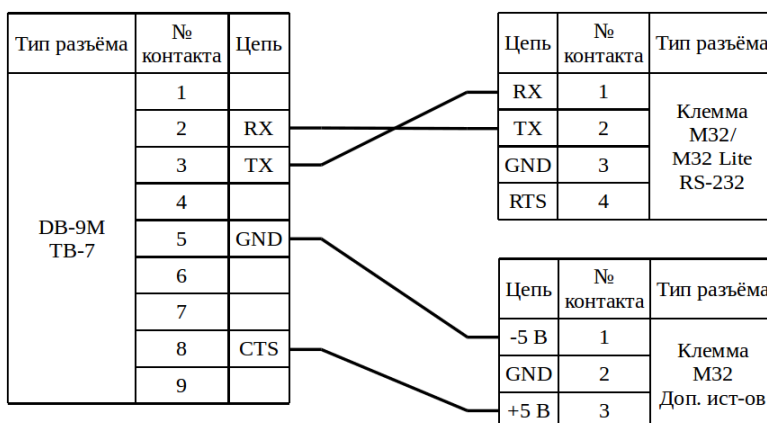 Тип разъёма № контакта Цепь
1
2 RX
3 TX
4
DB-9M
TB-7
5 GND
6
7
8 CTS
9
Цепь № контакта Тип разъёма
RX 1
TX 2
GND 3
RTS 4
Клемма
M32/
M32 Lite
RS-232
Цепь № контакта Тип разъёма
-5 В 1
GND 2
+5 В 3
Клемма
M32
Доп. ист-ов